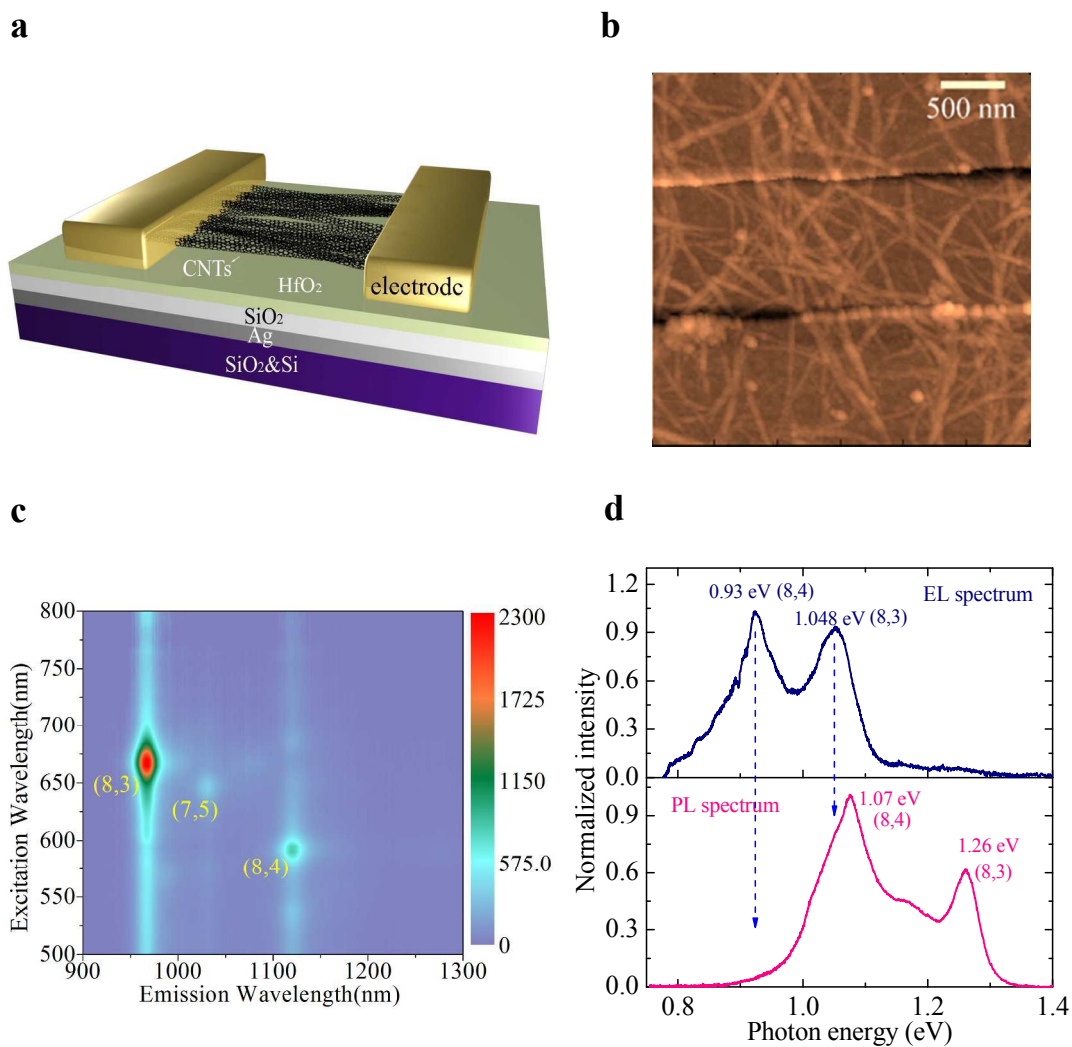 a
b
CNTs´
HfO₂
electrodc
SiO₂
Ag
SiO₂&Si
500 nm
c
d
Excitation Wavelength(nm)
800
750
700
650
600
550
500
(8,3)
(7,5)
(8,4)
900
1000
1100
1200
1300
Emission Wavelength(nm)
2300
1725
1150
575.0
0
Normalized intensity
1.2
0.9
0.6
0.3
0.0
0.93 eV (8,4)
1.048 eV (8,3)
EL spectrum
0.9
0.6
0.3
0.0
PL spectrum
1.07 eV
(8,4)
1.26 eV
(8,3)
0.8
1.0
1.2
1.4
Photon energy (eV)